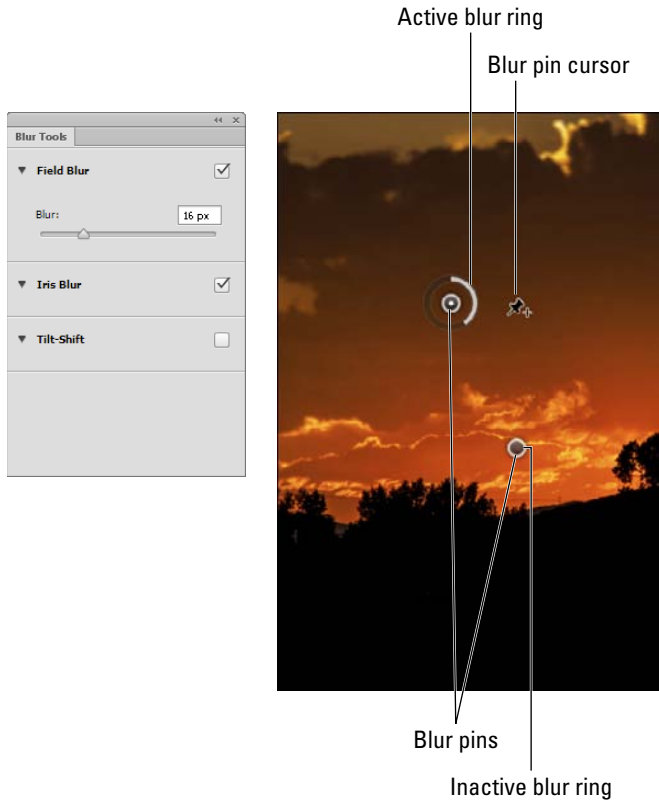 Active blur ring
Blur pin cursor
Blur Tools
Field Blur
Blur:
16 px
Iris Blur
Tilt-Shift
Blur pins
Inactive blur ring